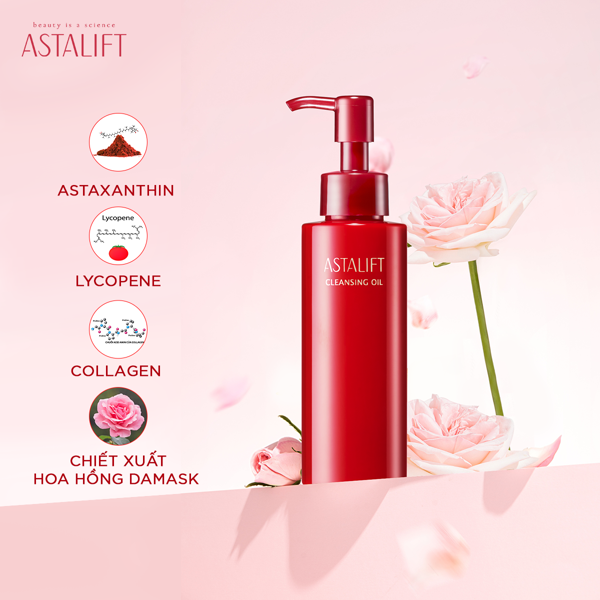 beauty is a science
ASTALIFT
ASTAXANTHIN
Lycopene
LYCOPENE
COLLAGEN
CHIẾT XUẤT
HOA HỒNG DAMASK
ASTALIFT
CLEANSING OIL